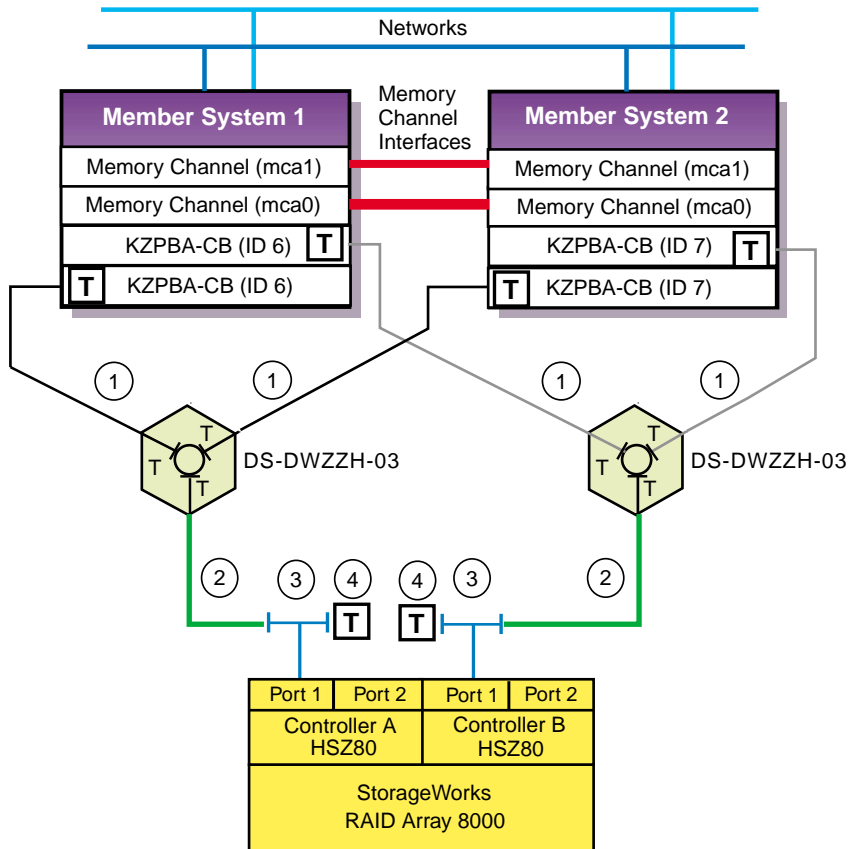 Networks
Member System 1
Memory
Channel
Interfaces
Member System 2
Memory Channel (mca1)
Memory Channel (mca1)
Memory Channel (mca0)
Memory Channel (mca0)
KZPBA-CB (ID 6)
T
KZPBA-CB (ID 7)
T
T
KZPBA-CB (ID 6)
T
KZPBA-CB (ID 7)
1
1
1
1
T
T
T
DS-DWZZH-03
T
T
T
DS-DWZZH-03
2
3
4
4
3
2
T
T
Port 1
Port 2
Port 1
Port 2
Controller A
HSZ80
Controller B
HSZ80
StorageWorks
RAID Array 8000